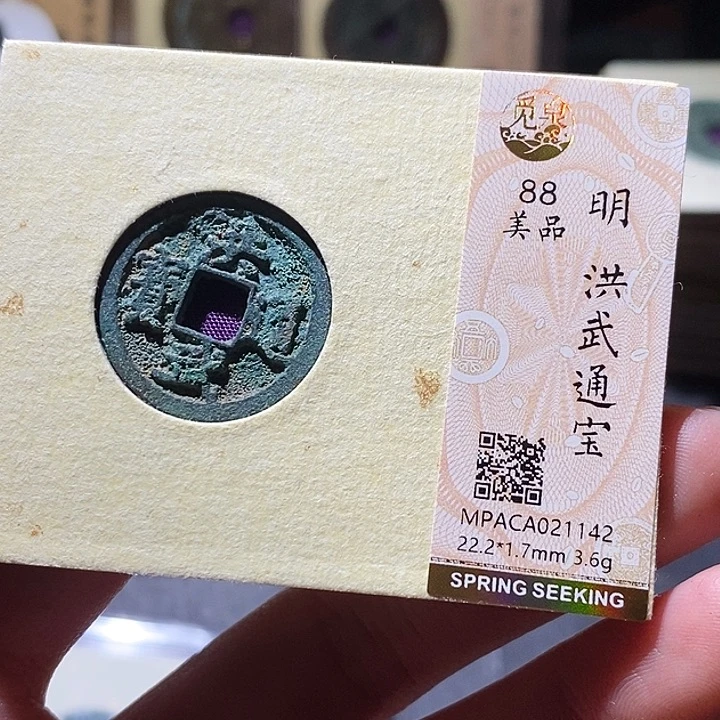 觅泉
88
美品
明
洪武通宝
MPACA021142
22.2*1.7mm 3.6g
SPRING SEEKING